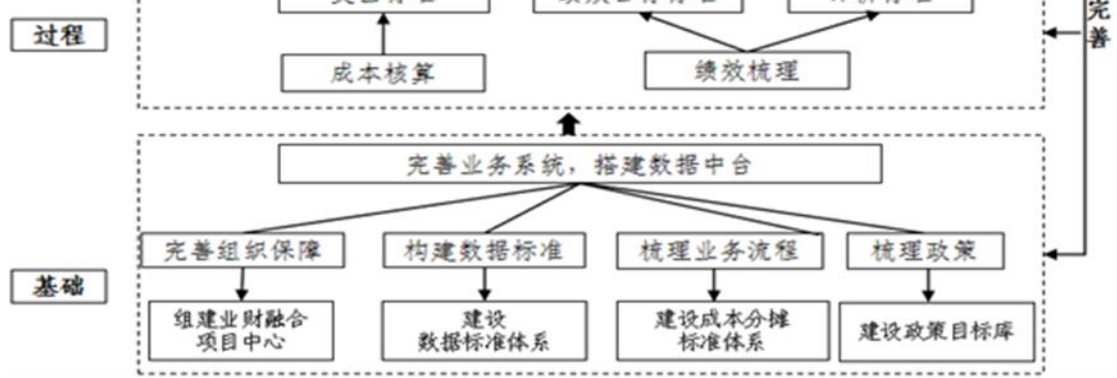 完善
过程
成本核算
绩效梳理
完善业务系统，搭建数据中台
完善组织保障
构建数据标准
梳理业务流程
梳理政策
基础
组建业财融合
项目中心
建设
数据标准体系
建设成本分摊
标准体系
建设政策目标库